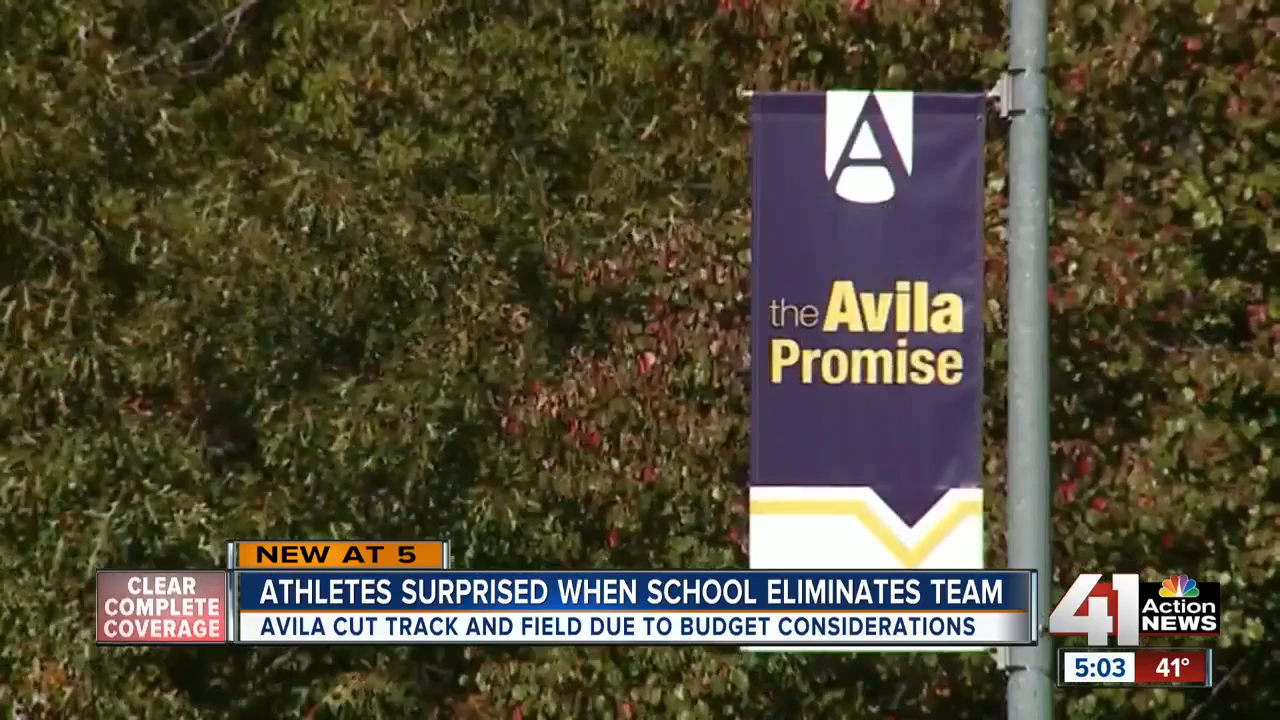 A
the Avila
Promise
NEW AT 5
CLEAR
COMPLETE
COVERAGE
ATHLETES SURPRISED WHEN SCHOOL ELIMINATES TEAM
AVILA CUT TRACK AND FIELD DUE TO BUDGET CONSIDERATIONS
41
Action
NEWS
5:03
41°